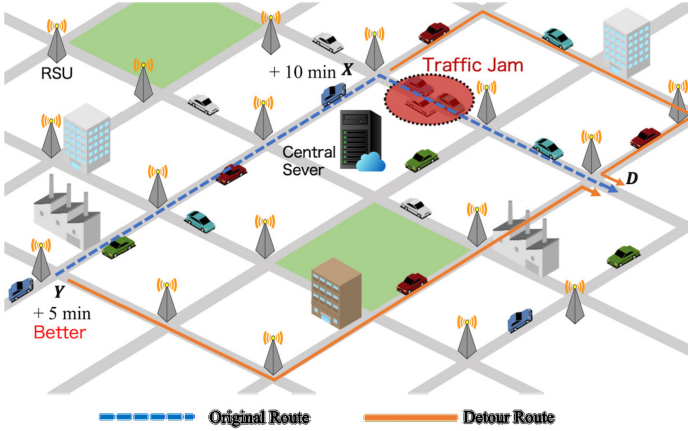 RSU
+ 10 min X
Traffic Jam
Central
Sever
D
Y
+ 5 min
Better
Original Route
Detour Route